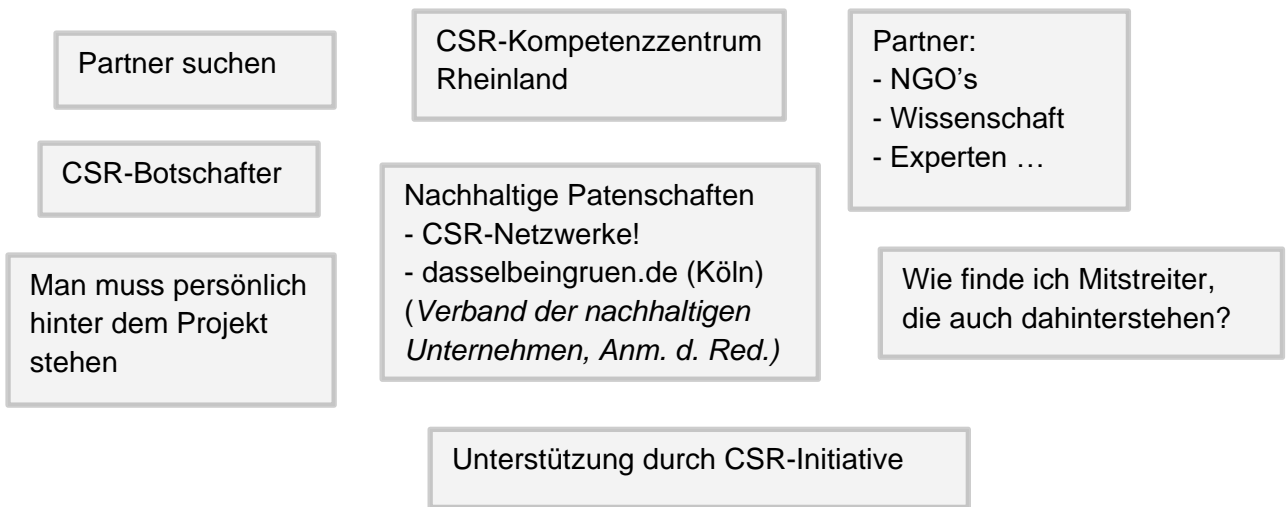 Partner suchen
CSR-Kompetenzzentrum
Rheinland
Partner:
- NGO's
- Wissenschaft
- Experten …
CSR-Botschafter
Nachhaltige Patenschaften
- CSR-Netzwerke!
- dasselbeingruen.de (Köln)
(Verband der nachhaltigen
Unternehmen, Anm. d. Red.)
Man muss persönlich
hinter dem Projekt
stehen
Wie finde ich Mitstreiter,
die auch dahinterstehen?
Unterstützung durch CSR-Initiative